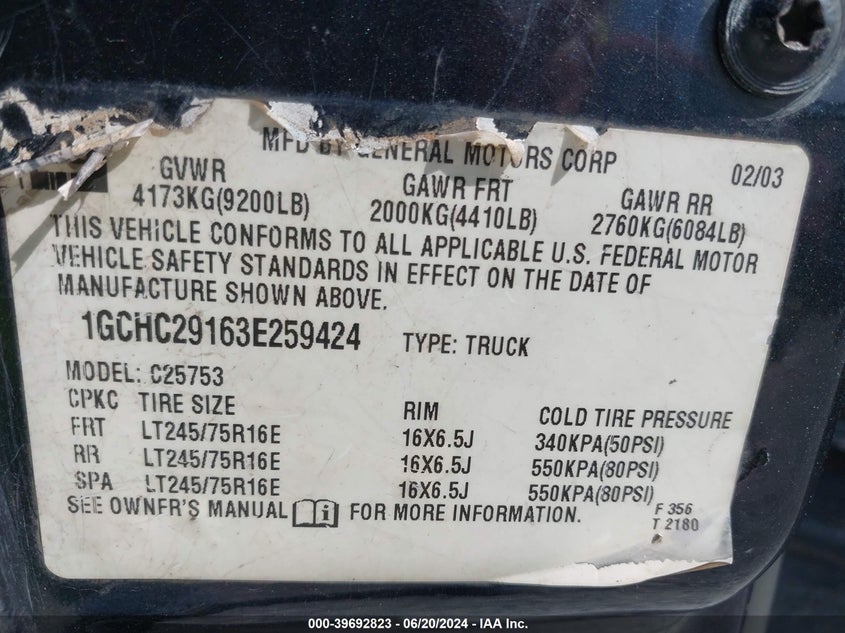 MFD BY GENERAL MOTORS CORP 02/03
GVWR GAWR FRT GAWR RR
4173KG(9200LB) 2000KG(4410LB) 2760KG(6084LB)
THIS VEHICLE CONFORMS TO ALL APPLICABLE U.S. FEDERAL MOTOR
VEHICLE SAFETY STANDARDS IN EFFECT ON THE DATE OF
MANUFACTURE SHOWN ABOVE.
1GCHC29163E259424 TYPE: TRUCK
MODEL: C25753
CPKC TIRE SIZE RIM COLD TIRE PRESSURE
FRT LT245/75R16E 16X6.5J 340KPA(50PSI)
RR LT245/75R16E 16X6.5J 550KPA(80PSI)
SPA LT245/75R16E 16X6.5J 550KPA(80PSI)
SEE OWNER'S MANUAL i FOR MORE INFORMATION.
F 356
T 2180
000-39692823 - 06/20/2024 - IAA Inc.